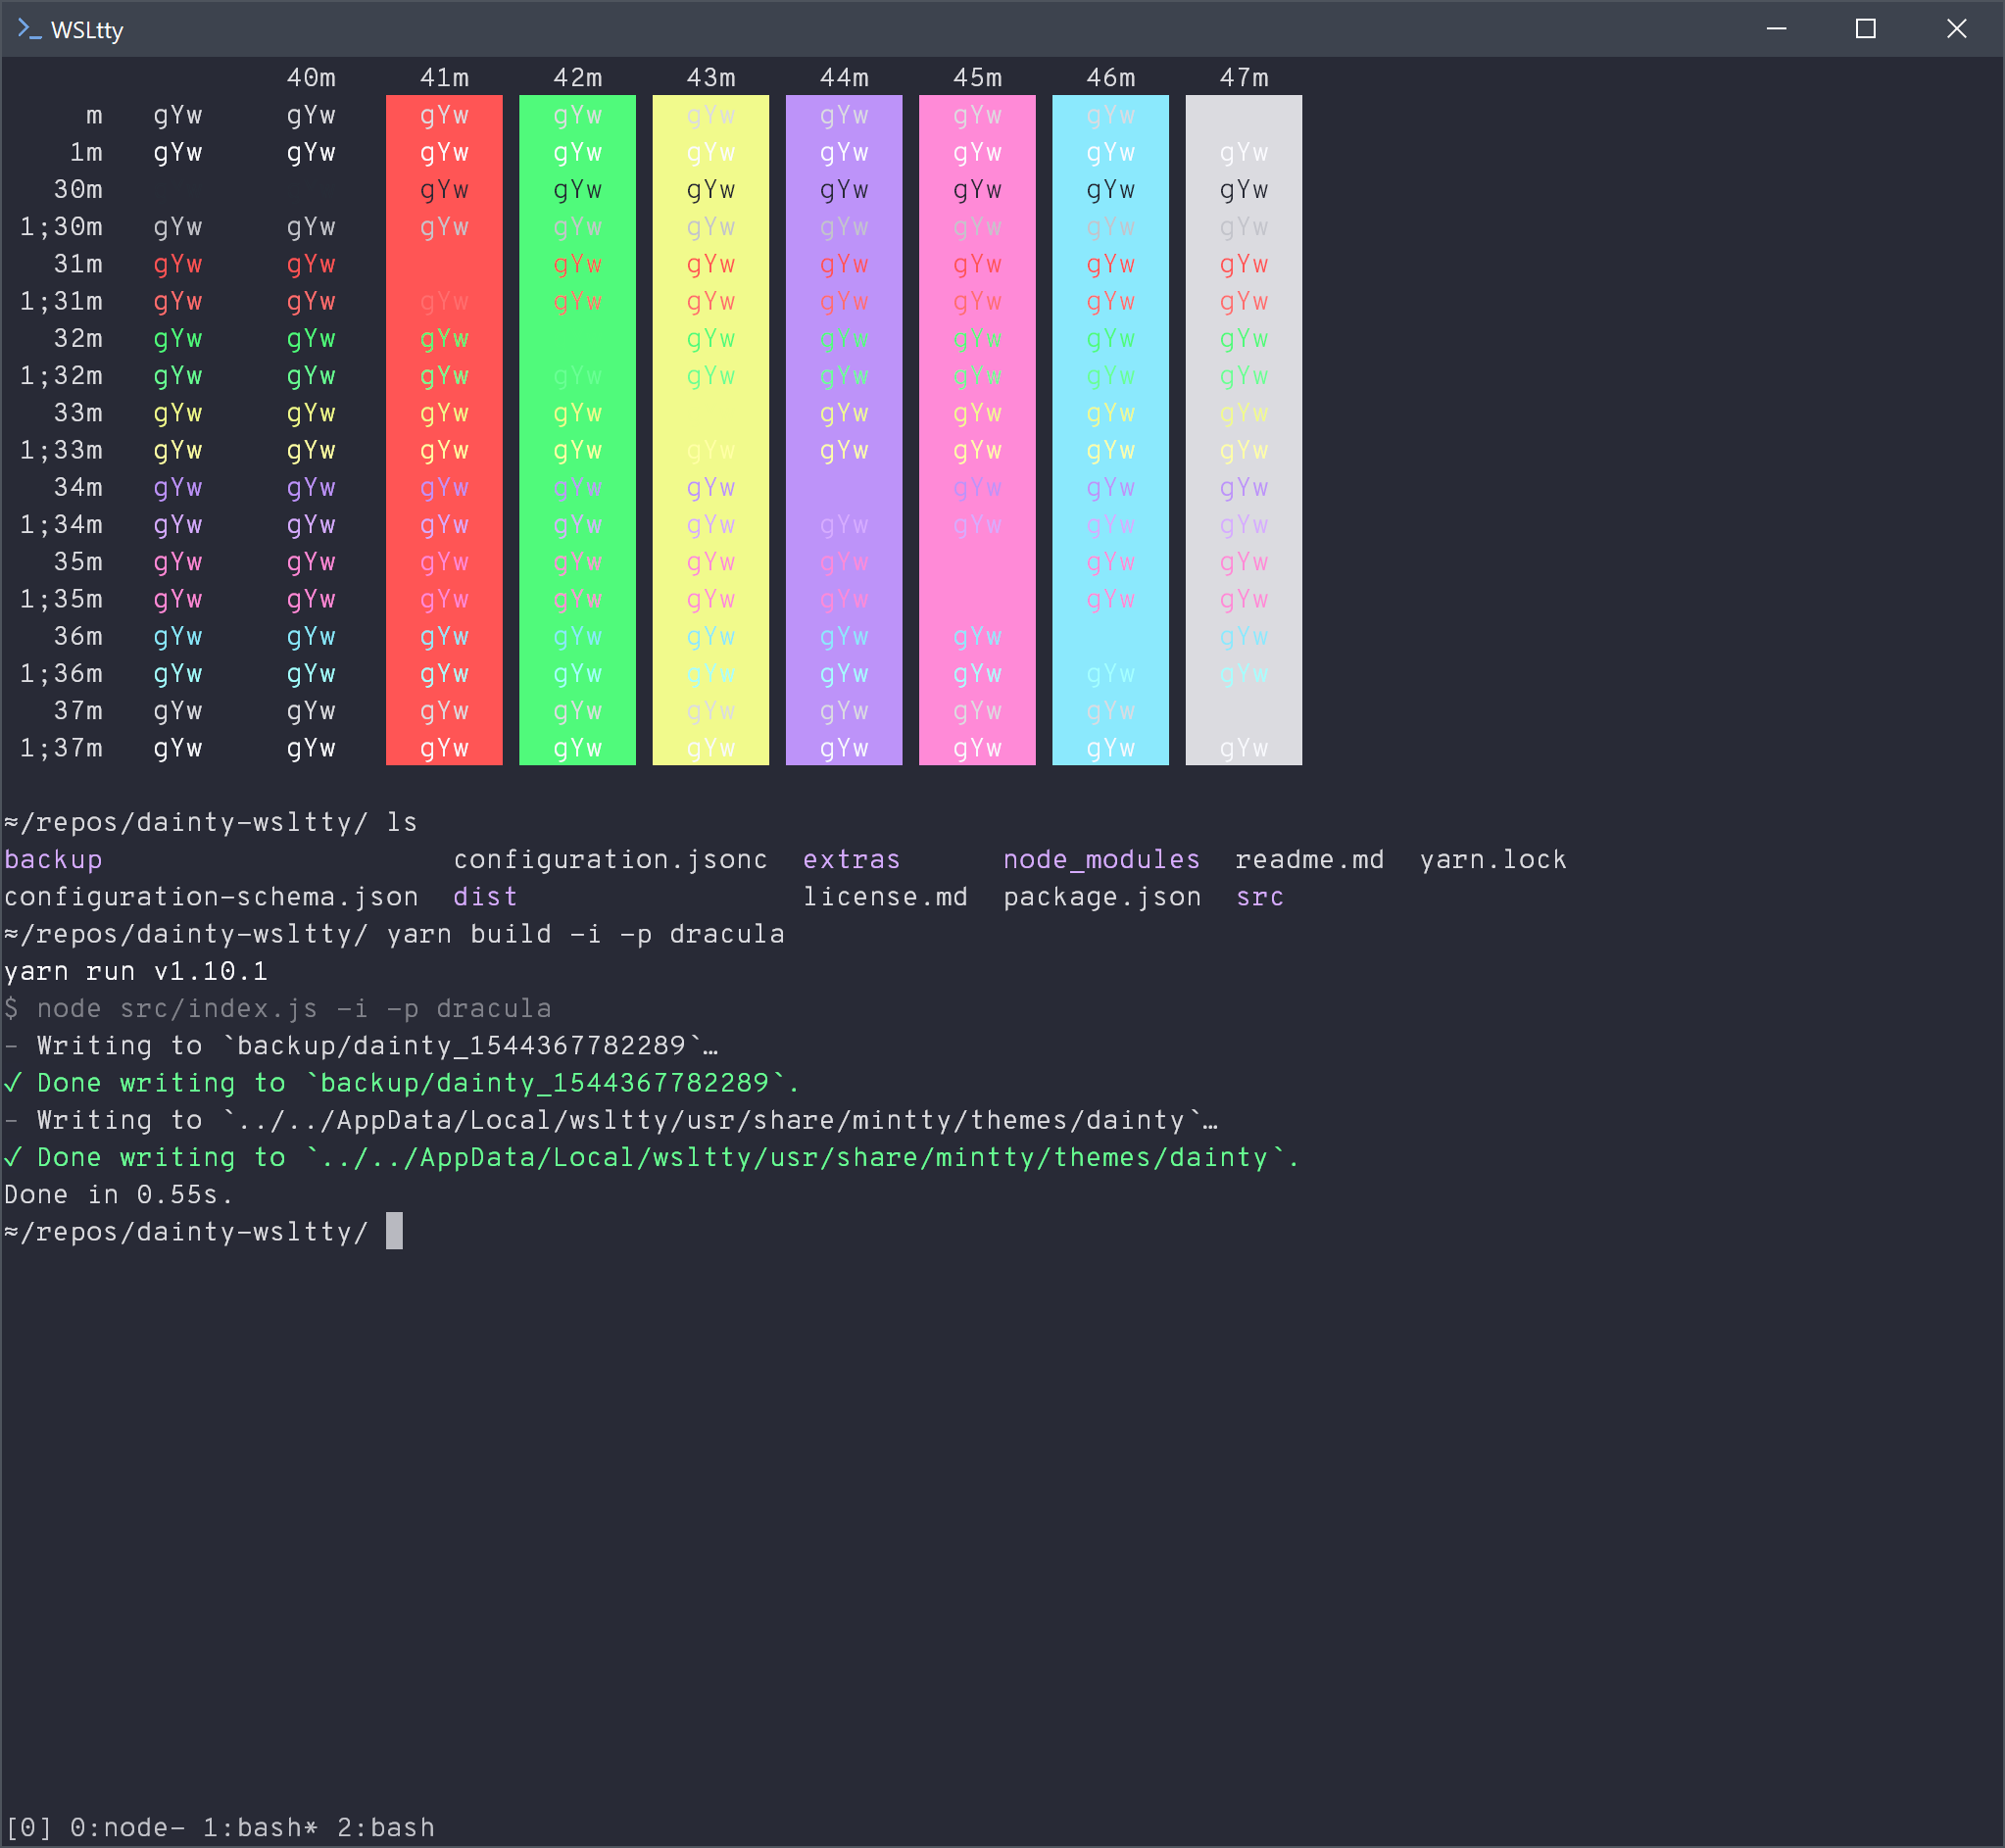 WSLtty
40m 41m 42m 43m 44m 45m 46m 47m
m gYw gYw gYw gYw gYw gYw gYw gYw
1m gYw gYw gYw gYw gYw gYw gYw gYw gYw
30m gYw gYw gYw gYw gYw gYw gYw
1;30m gYw gYw gYw gYw gYw gYw gYw gYw gYw
31m gYw gYw gYw gYw gYw gYw gYw gYw
1;31m gYw gYw gYw gYw gYw gYw gYw gYw gYw
32m gYw gYw gYw gYw gYw gYw gYw gYw
1;32m gYw gYw gYw gYw gYw gYw gYw gYw gYw
33m gYw gYw gYw gYw gYw gYw gYw gYw
1;33m gYw gYw gYw gYw gYw gYw gYw gYw gYw
34m gYw gYw gYw gYw gYw gYw gYw gYw
1;34m gYw gYw gYw gYw gYw gYw gYw gYw gYw
35m gYw gYw gYw gYw gYw gYw gYw gYw
1;35m gYw gYw gYw gYw gYw gYw gYw gYw
36m gYw gYw gYw gYw gYw gYw gYw gYw
1;36m gYw gYw gYw gYw gYw gYw gYw gYw gYw
37m gYw gYw gYw gYw gYw gYw gYw gYw
1;37m gYw gYw gYw gYw gYw gYw gYw gYw gYw
≈/repos/dainty-wsltty/ ls
backup configuration.jsonc extras node_modules readme.md yarn.lock
configuration-schema.json dist license.md package.json src
≈/repos/dainty-wsltty/ yarn build -i -p dracula
yarn run v1.10.1
$ node src/index.js -i -p dracula
- Writing to `backup/dainty_1544367782289`…
✓ Done writing to `backup/dainty_1544367782289`.
- Writing to `../../AppData/Local/wsltty/usr/share/mintty/themes/dainty`…
✓ Done writing to `../../AppData/Local/wsltty/usr/share/mintty/themes/dainty`.
Done in 0.55s.
≈/repos/dainty-wsltty/
[0] 0:node- 1:bash* 2:bash